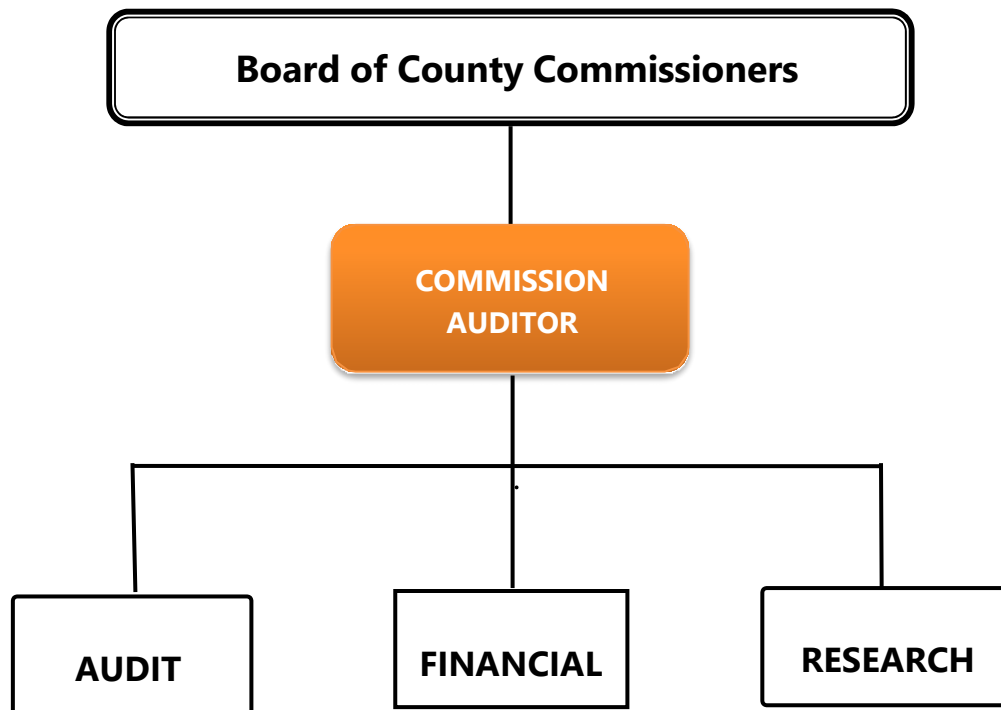 Board of County Commissioners
COMMISSION
AUDITOR
AUDIT
FINANCIAL
RESEARCH